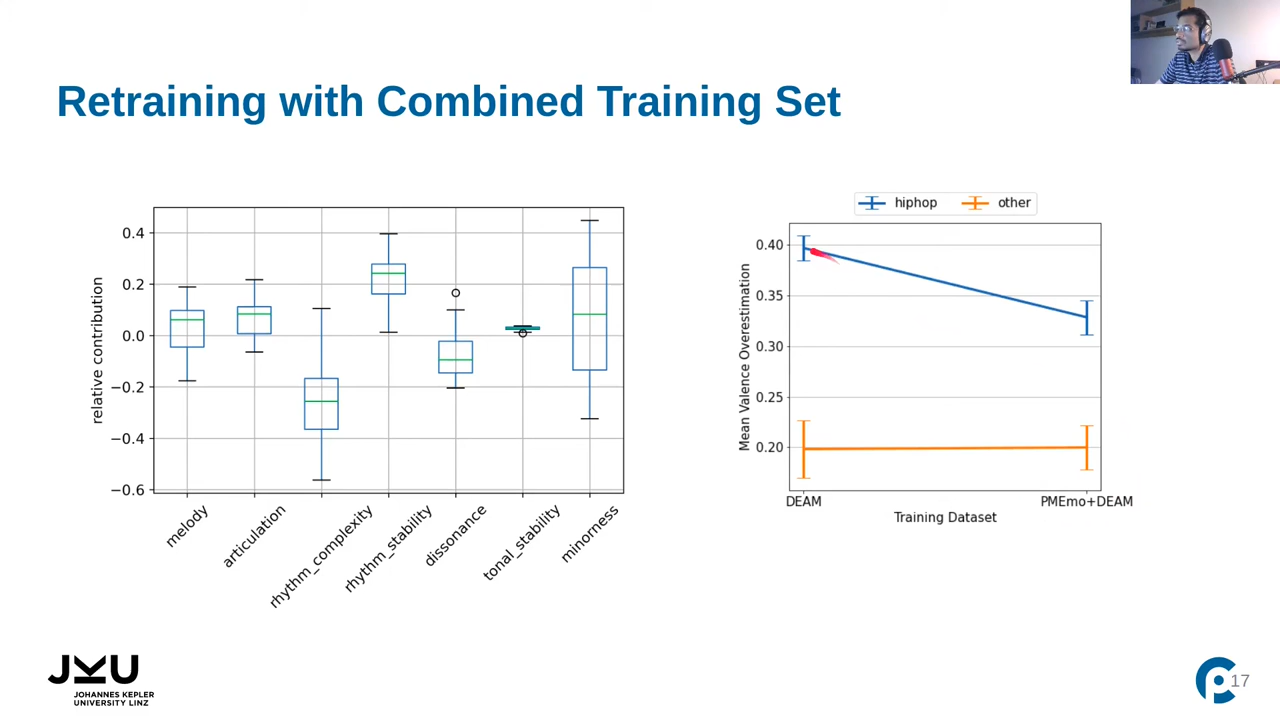 Retraining with Combined Training Set
relative contribution
0.4
0.2
0.0
−0.2
−0.4
−0.6
melody
articulation
rhythm_complexity
rhythm_stability
dissonance
tonal_stability
minorness
hiphop
other
Mean Valence Overestimation
0.40
0.35
0.30
0.25
0.20
DEAM
PMEmo+DEAM
Training Dataset
JKU
JOHANNES KEPLER
UNIVERSITY LINZ
17